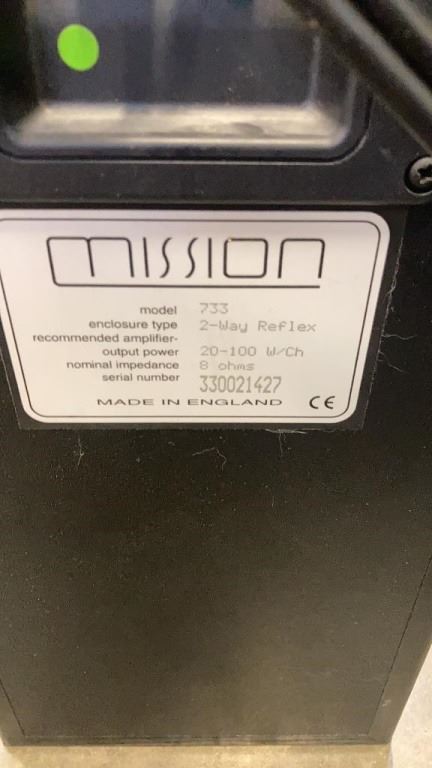 mission
model 733
enclosure type 2-Way Reflex
recommended amplifier-
output power 20-100 W/Ch
nominal impedance 8 ohms
serial number 330021427
MADE IN ENGLAND CE